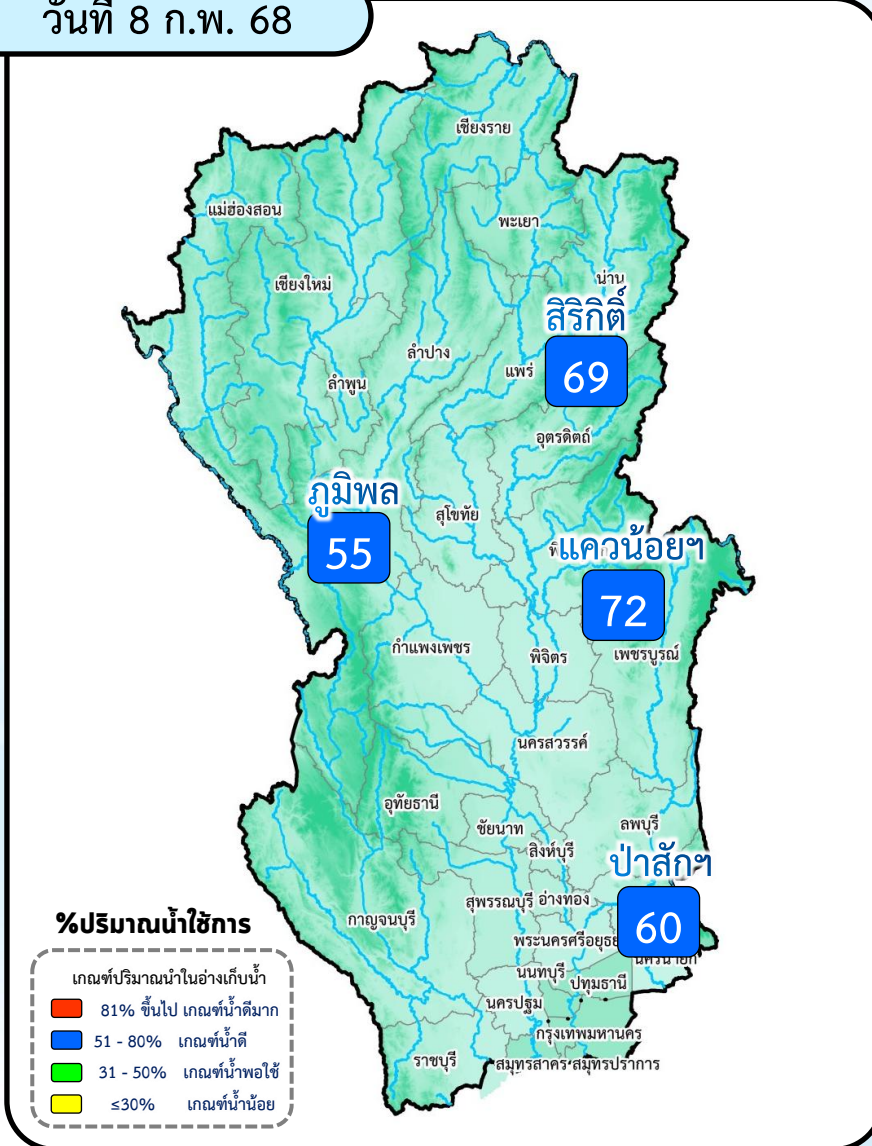 วันที่ 8 ก.พ. 68
เชียงราย
แม่ฮ่องสอน
พะเยา
เชียงใหม่
น่าน
สิริกิติ์
69
ลำปาง
แพร่
ลำพูน
อุตรดิตถ์
ภูมิพล
55
สุโขทัย
แควน้อยฯ
72
กำแพงเพชร
พิจิตร
เพชรบูรณ์
นครสวรรค์
อุทัยธานี
ชัยนาท
ลพบุรี
สิงห์บุรี
ป่าสักฯ
60
สุพรรณบุรี
อ่างทอง
กาญจนบุรี
พระนครศรีอยุธย
นครนายก
นนทบุรี
ปทุมธานี
นครปฐม
กรุงเทพมหานคร
ราชบุรี
สมุทรสาคร
สมุทรปราการ
%ปริมาณน้ำใช้การ
เกณฑ์ปริมาณน้ำในอ่างเก็บน้ำ
81% ขึ้นไป เกณฑ์น้ำดีมาก
51 - 80% เกณฑ์น้ำดี
31 - 50% เกณฑ์น้ำพอใช้
≤30% เกณฑ์น้ำน้อย